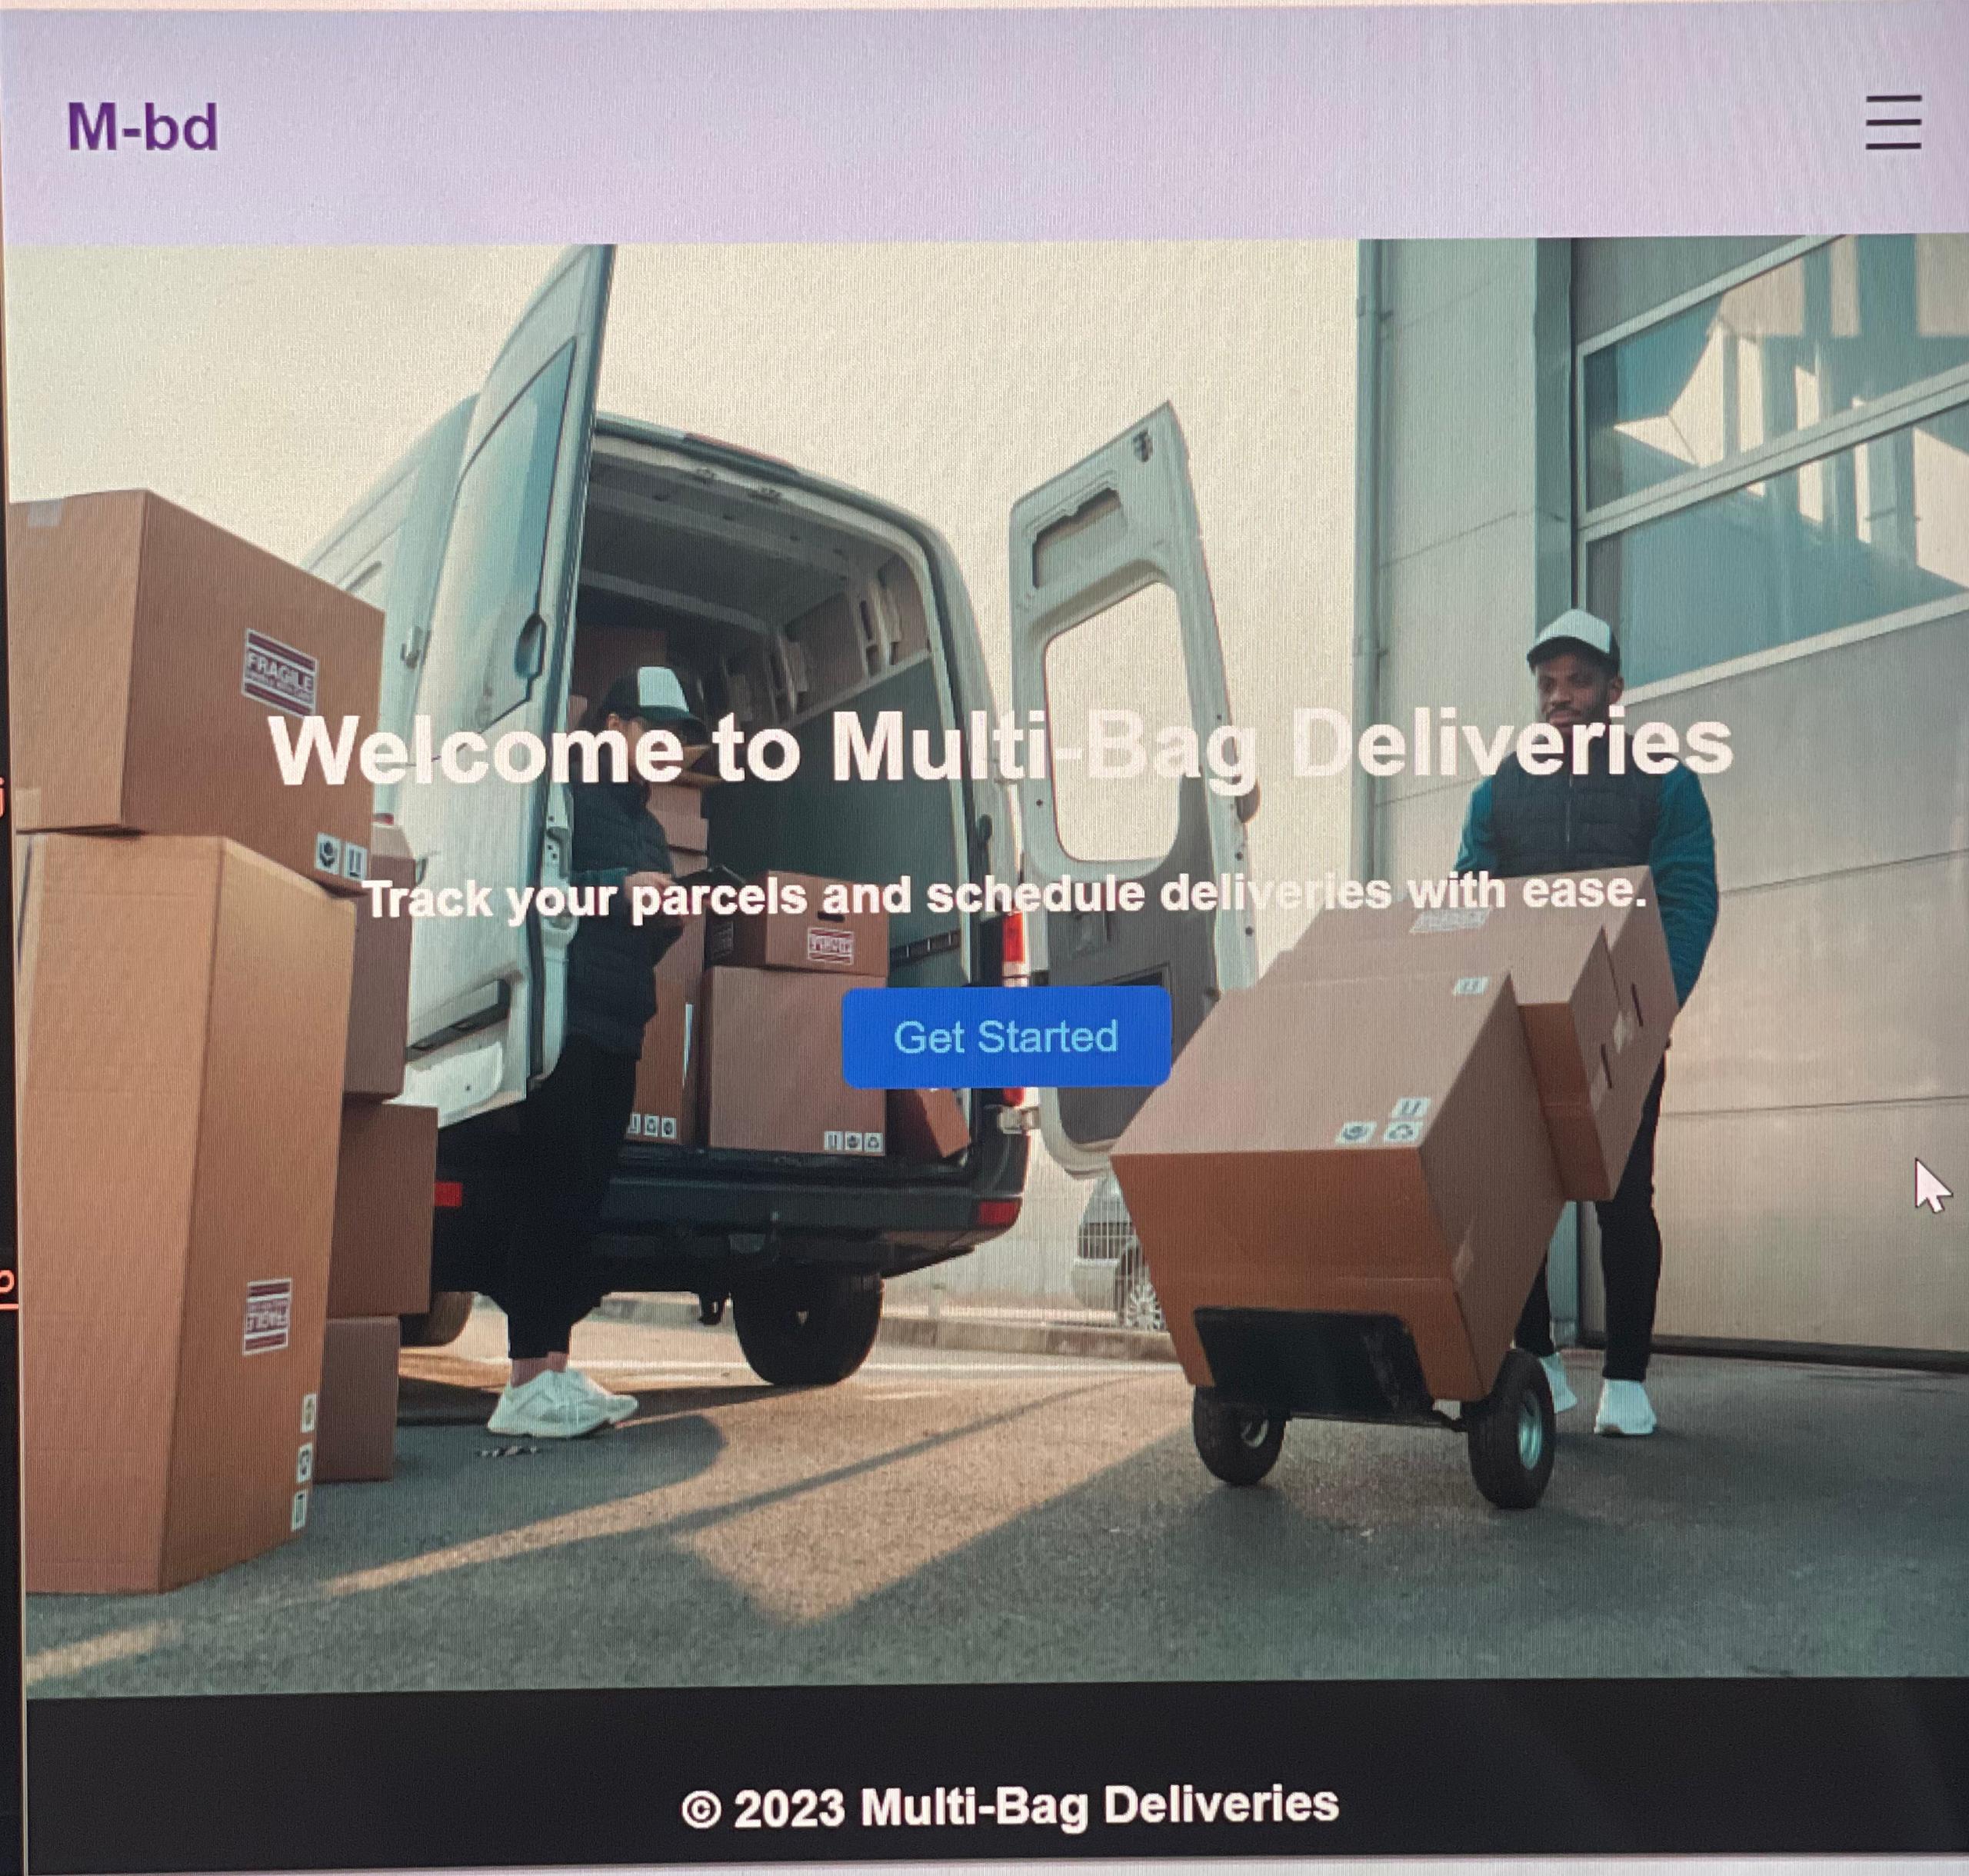 M-bd
FRAGILE
Welcome to Multi-Bag Deliveries
Track your parcels and schedule deliveries with ease.
Get Started
FRAGILE
© 2023 Multi-Bag Deliveries